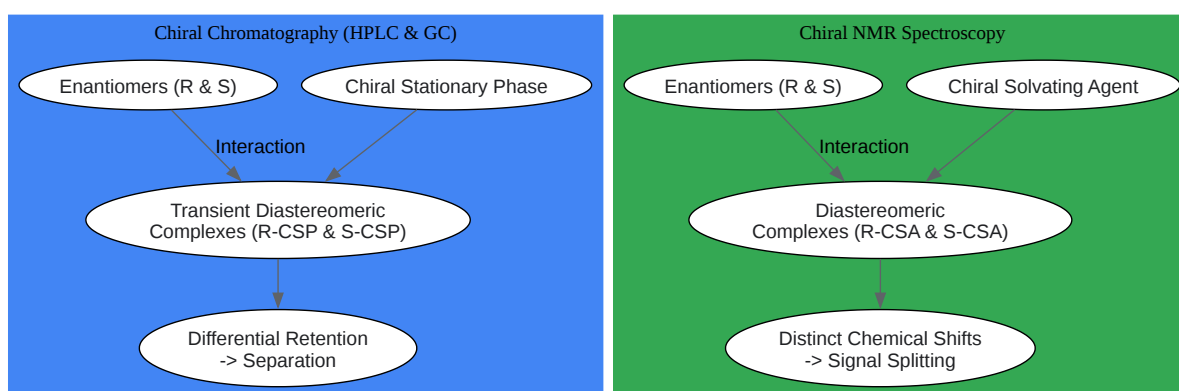 Chiral Chromatography (HPLC & GC)
Enantiomers (R & S)
Chiral Stationary Phase
Interaction
Transient Diastereomeric
Complexes (R-CSP & S-CSP)
Differential Retention
-> Separation
Chiral NMR Spectroscopy
Enantiomers (R & S)
Chiral Solvating Agent
Interaction
Diastereomeric
Complexes (R-CSA & S-CSA)
Distinct Chemical Shifts
-> Signal Splitting